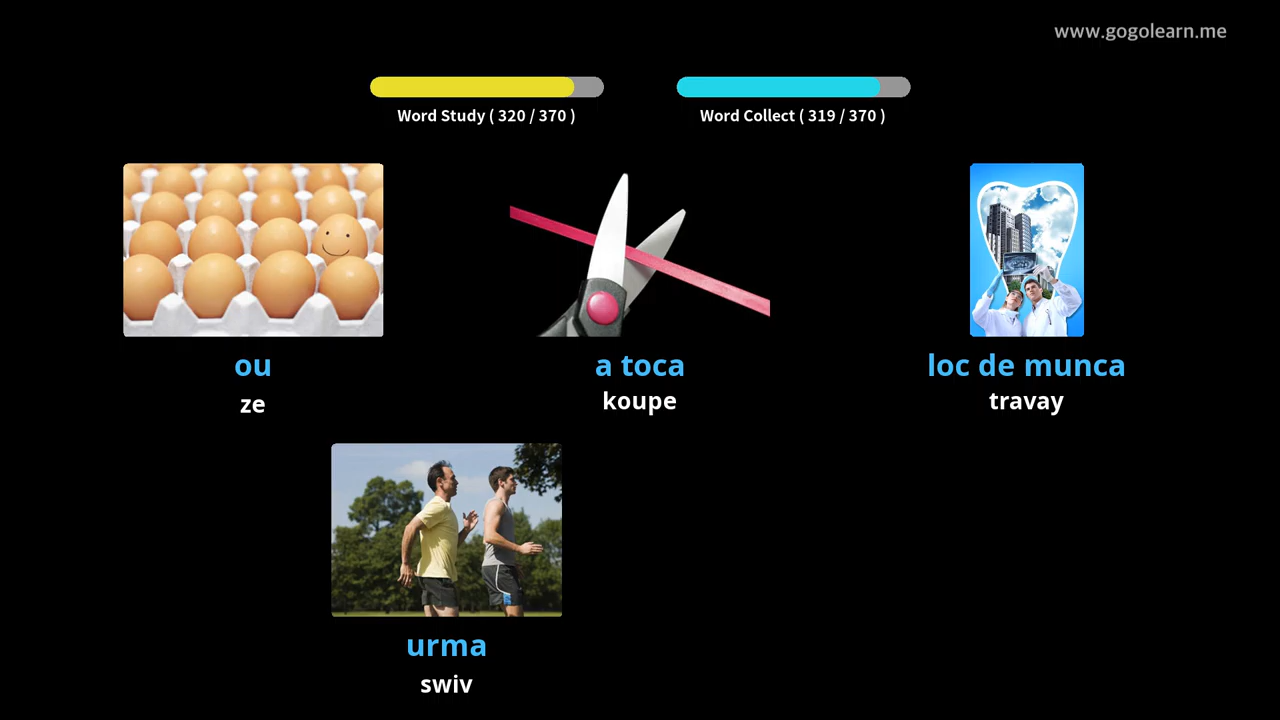 www.gogolearn.me
Word Study ( 320 / 370 )
Word Collect ( 319 / 370 )
ou
ze
a toca
koupe
loc de munca
travay
urma
swiv